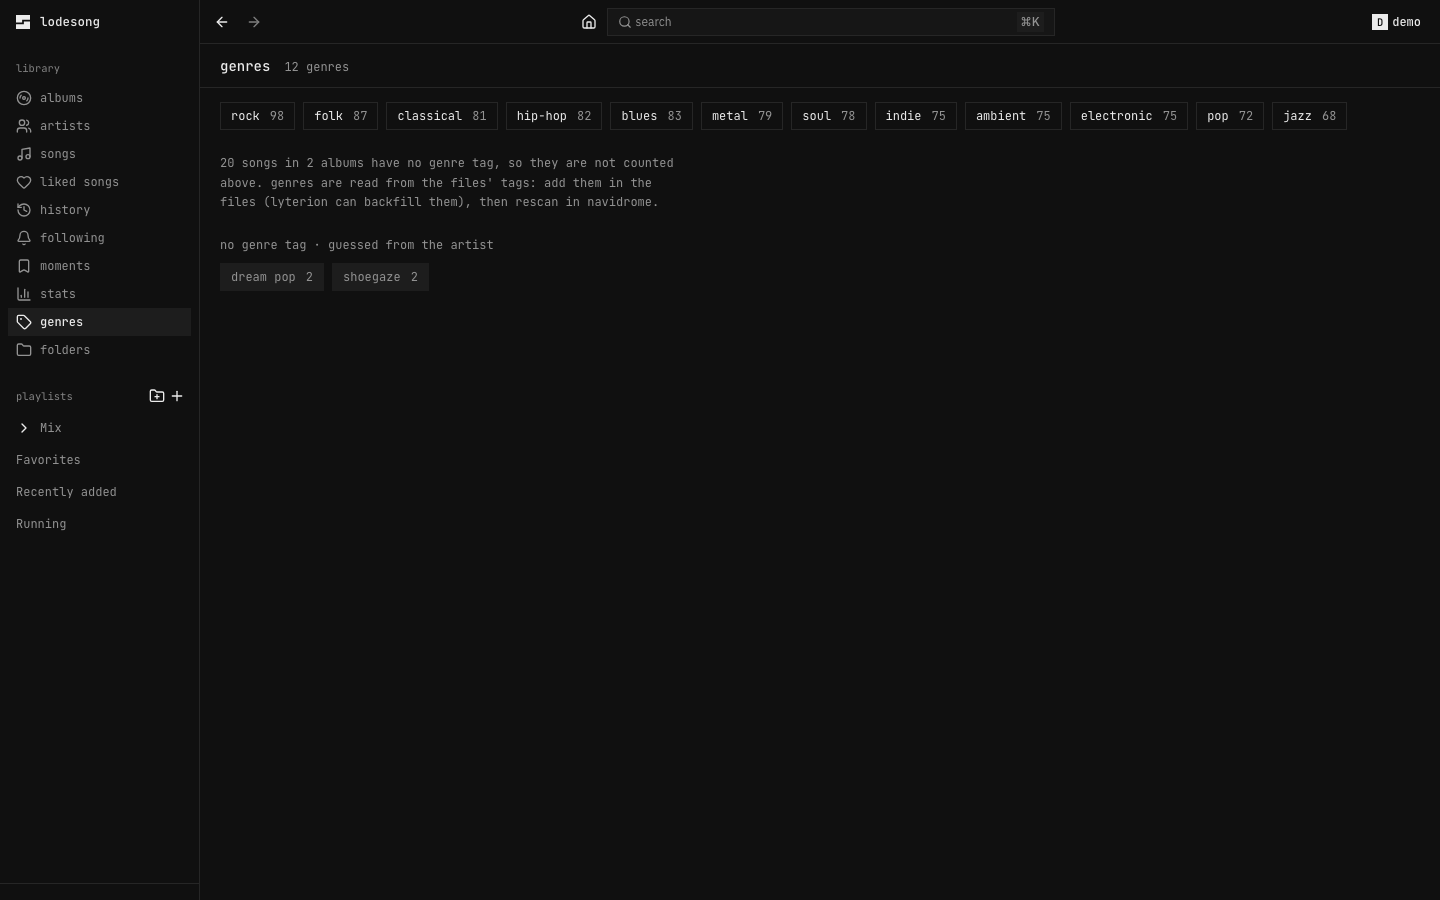 lodesong
search ⌘K
D demo
library
albums
artists
songs
liked songs
history
following
moments
stats
genres
folders
playlists
Mix
Favorites
Recently added
Running
genres 12 genres
rock 98 folk 87 classical 81 hip-hop 82 blues 83 metal 79 soul 78 indie 75 ambient 75 electronic 75 pop 72 jazz 68
20 songs in 2 albums have no genre tag, so they are not counted
above. genres are read from the files' tags: add them in the
files (lyterion can backfill them), then rescan in navidrome.
no genre tag · guessed from the artist
dream pop 2 shoegaze 2